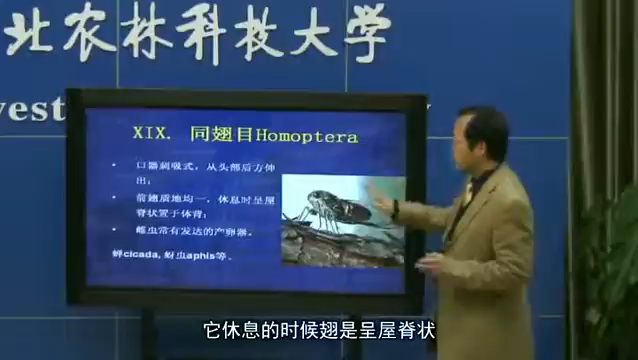 北农林科技大学
vest
y
XIX. 同翅目Homoptera
• 口器刺吸式，从头部后方伸
出；
• 前翅质地均一，休息时呈屋
脊状置于体背；
• 雌虫常有发达的产卵器。
蝉cicada,蚜虫aphis等。
它休息的时候翅是呈屋脊状